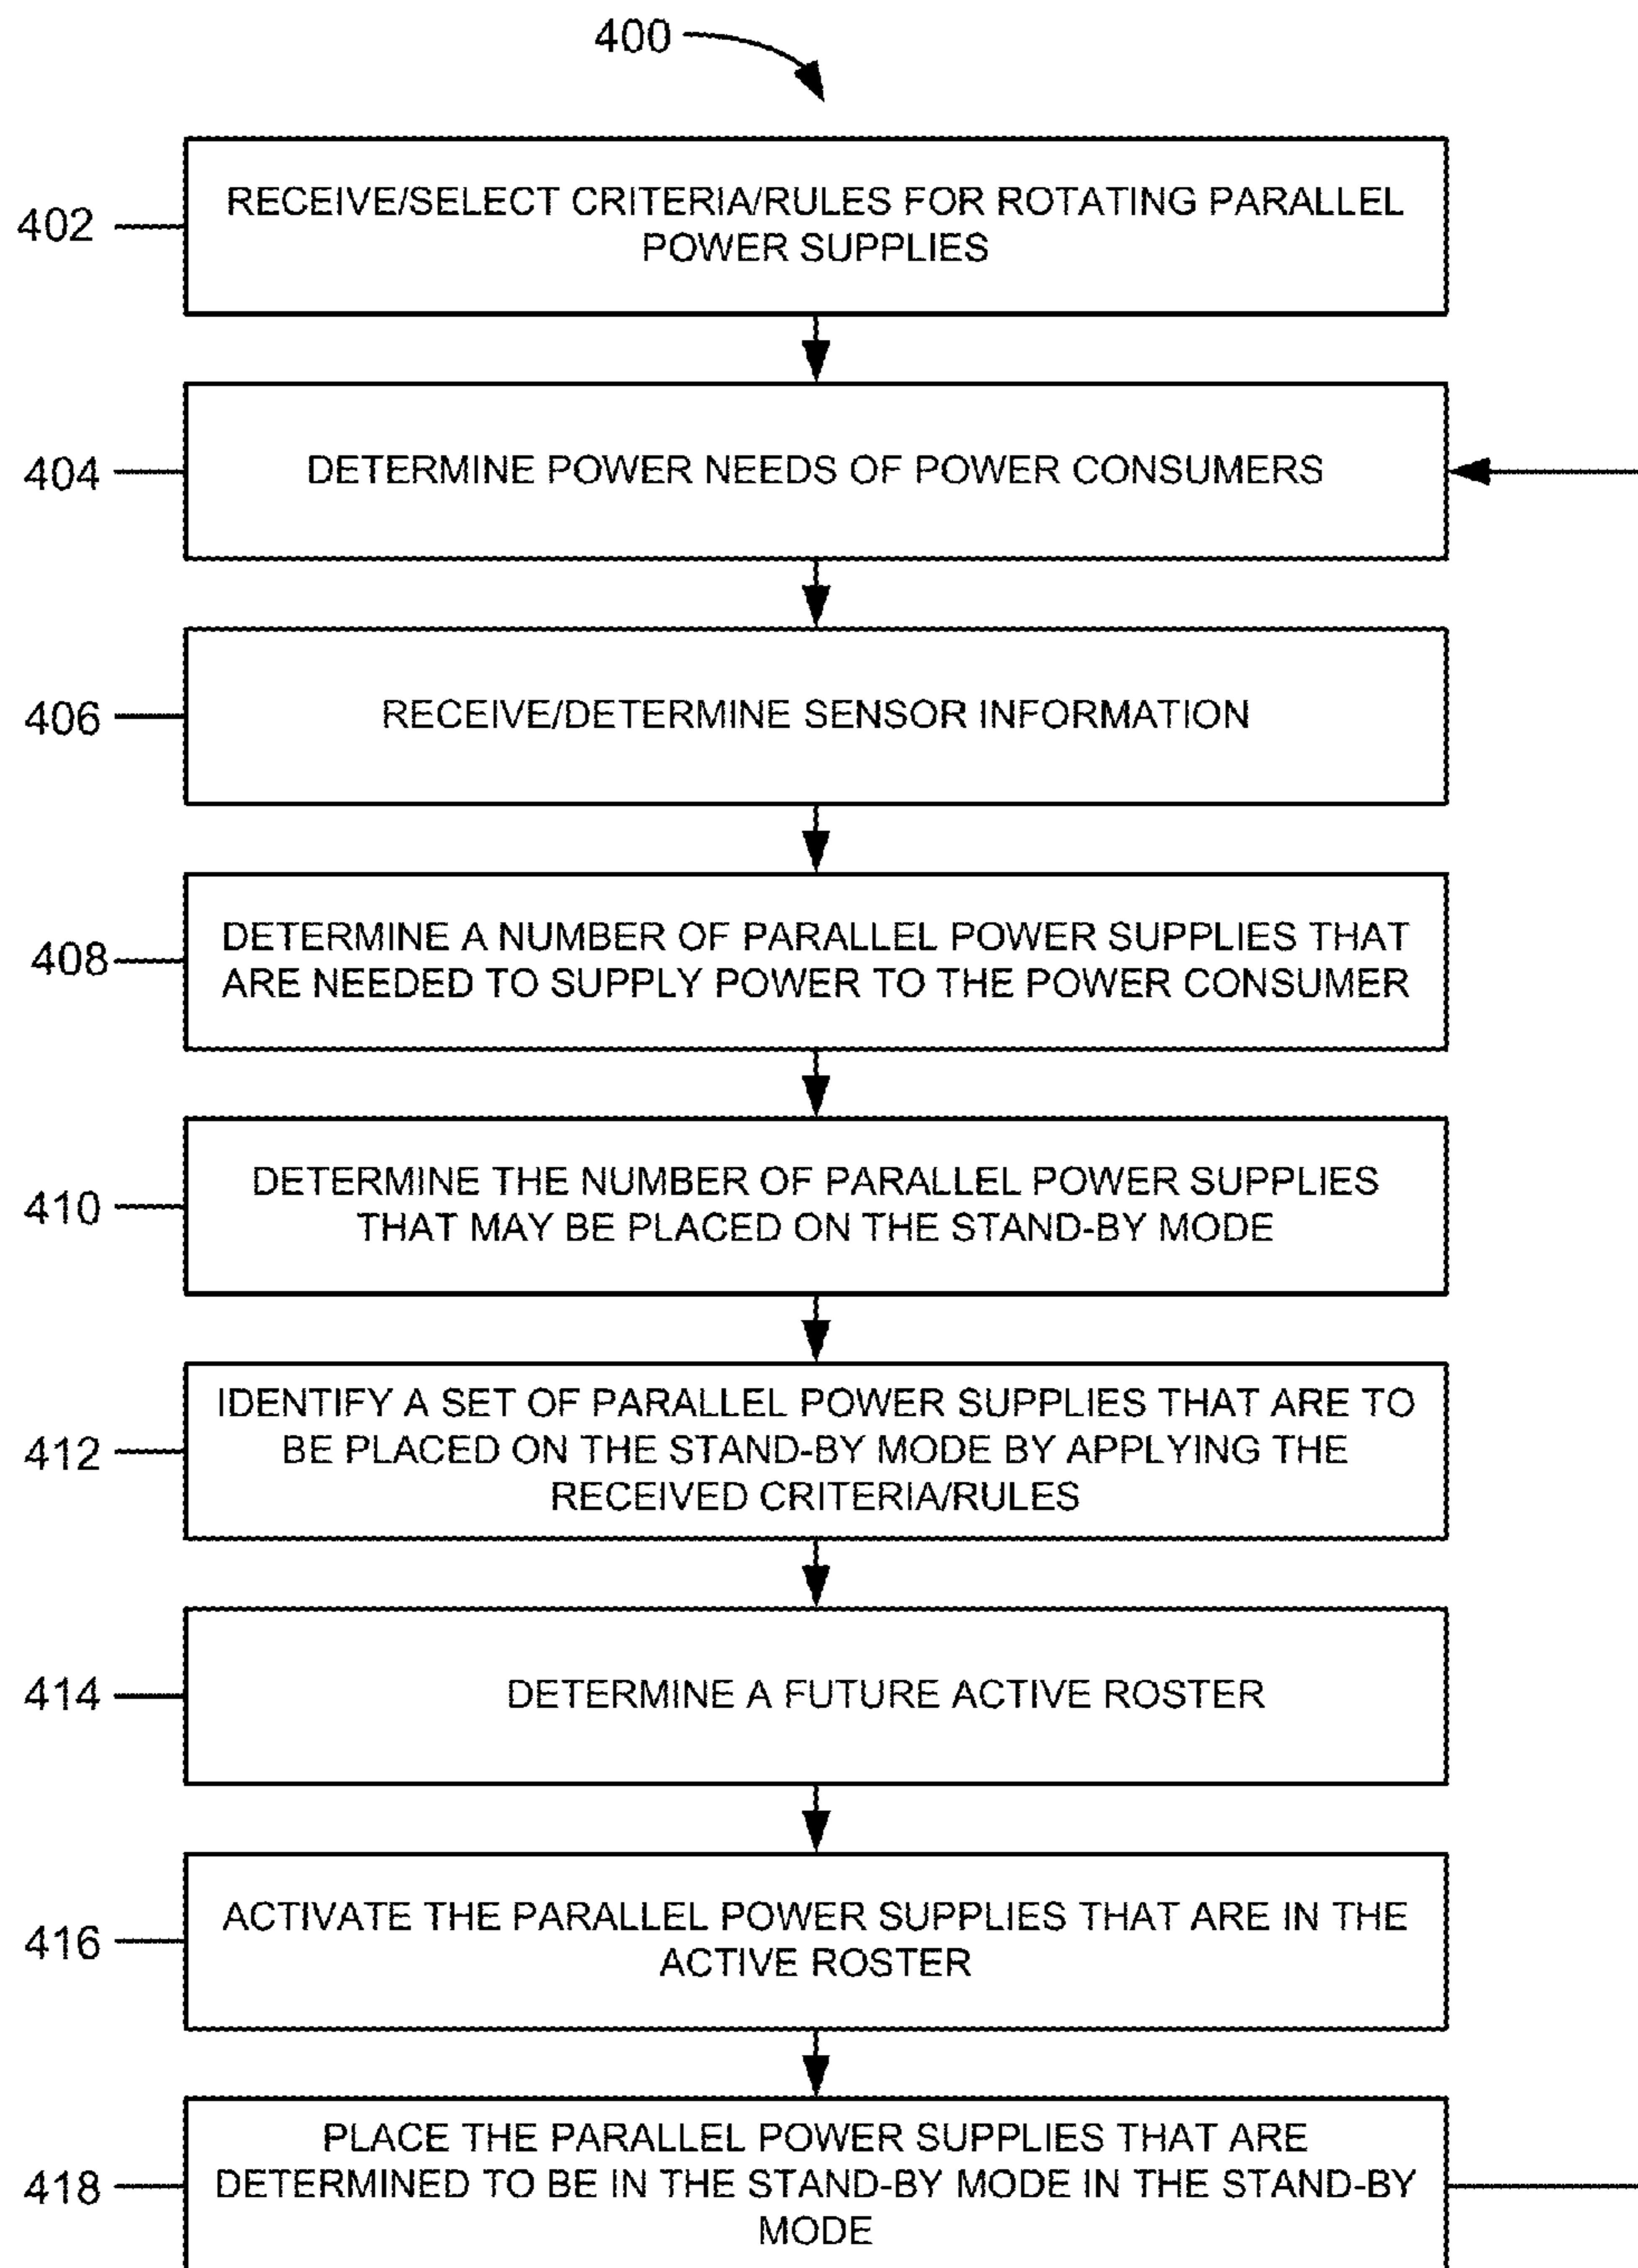 400
402
RECEIVE/SELECT CRITERIA/RULES FOR ROTATING PARALLEL
POWER SUPPLIES
404
DETERMINE POWER NEEDS OF POWER CONSUMERS
406
RECEIVE/DETERMINE SENSOR INFORMATION
408
DETERMINE A NUMBER OF PARALLEL POWER SUPPLIES THAT
ARE NEEDED TO SUPPLY POWER TO THE POWER CONSUMER
410
DETERMINE THE NUMBER OF PARALLEL POWER SUPPLIES
THAT MAY BE PLACED ON THE STAND-BY MODE
412
IDENTIFY A SET OF PARALLEL POWER SUPPLIES THAT ARE TO
BE PLACED ON THE STAND-BY MODE BY APPLYING THE
RECEIVED CRITERIA/RULES
414
DETERMINE A FUTURE ACTIVE ROSTER
416
ACTIVATE THE PARALLEL POWER SUPPLIES THAT ARE IN THE
ACTIVE ROSTER
418
PLACE THE PARALLEL POWER SUPPLIES THAT ARE
DETERMINED TO BE IN THE STAND-BY MODE IN THE STAND-BY
MODE